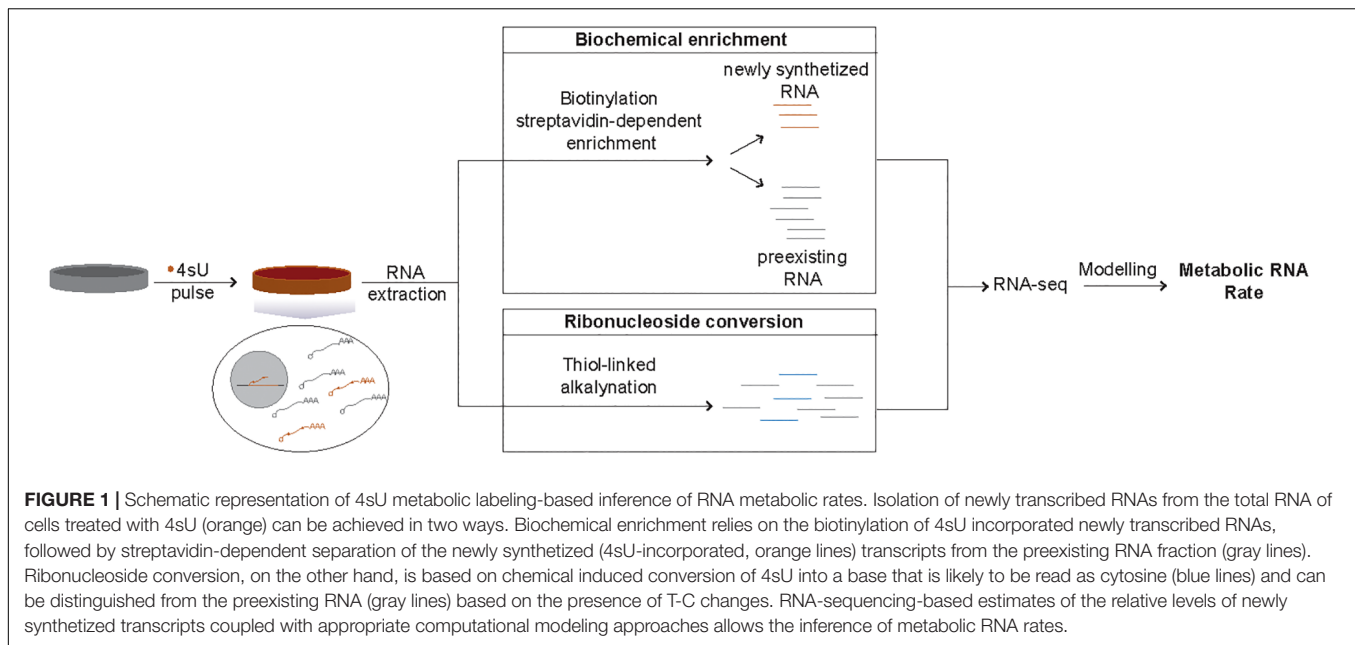 Biochemical enrichment
newly synthetized
RNA
Biotinylation
streptavidin-dependent
enrichment
preexisting
RNA
4sU
pulse
RNA
extraction
AAA
AAA
AAA
AAA
AAA
AAA
RNA-seq
Modelling
Metabolic RNA
Rate
Ribonucleoside conversion
Thiol-linked
alkalynation
FIGURE 1 | Schematic representation of 4sU metabolic labeling-based inference of RNA metabolic rates. Isolation of newly transcribed RNAs from the total RNA of
cells treated with 4sU (orange) can be achieved in two ways. Biochemical enrichment relies on the biotinylation of 4sU incorporated newly transcribed RNAs,
followed by streptavidin-dependent separation of the newly synthetized (4sU-incorporated, orange lines) transcripts from the preexisting RNA fraction (gray lines).
Ribonucleoside conversion, on the other hand, is based on chemical induced conversion of 4sU into a base that is likely to be read as cytosine (blue lines) and can
be distinguished from the preexisting RNA (gray lines) based on the presence of T-C changes. RNA-sequencing-based estimates of the relative levels of newly
synthetized transcripts coupled with appropriate computational modeling approaches allows the inference of metabolic RNA rates.